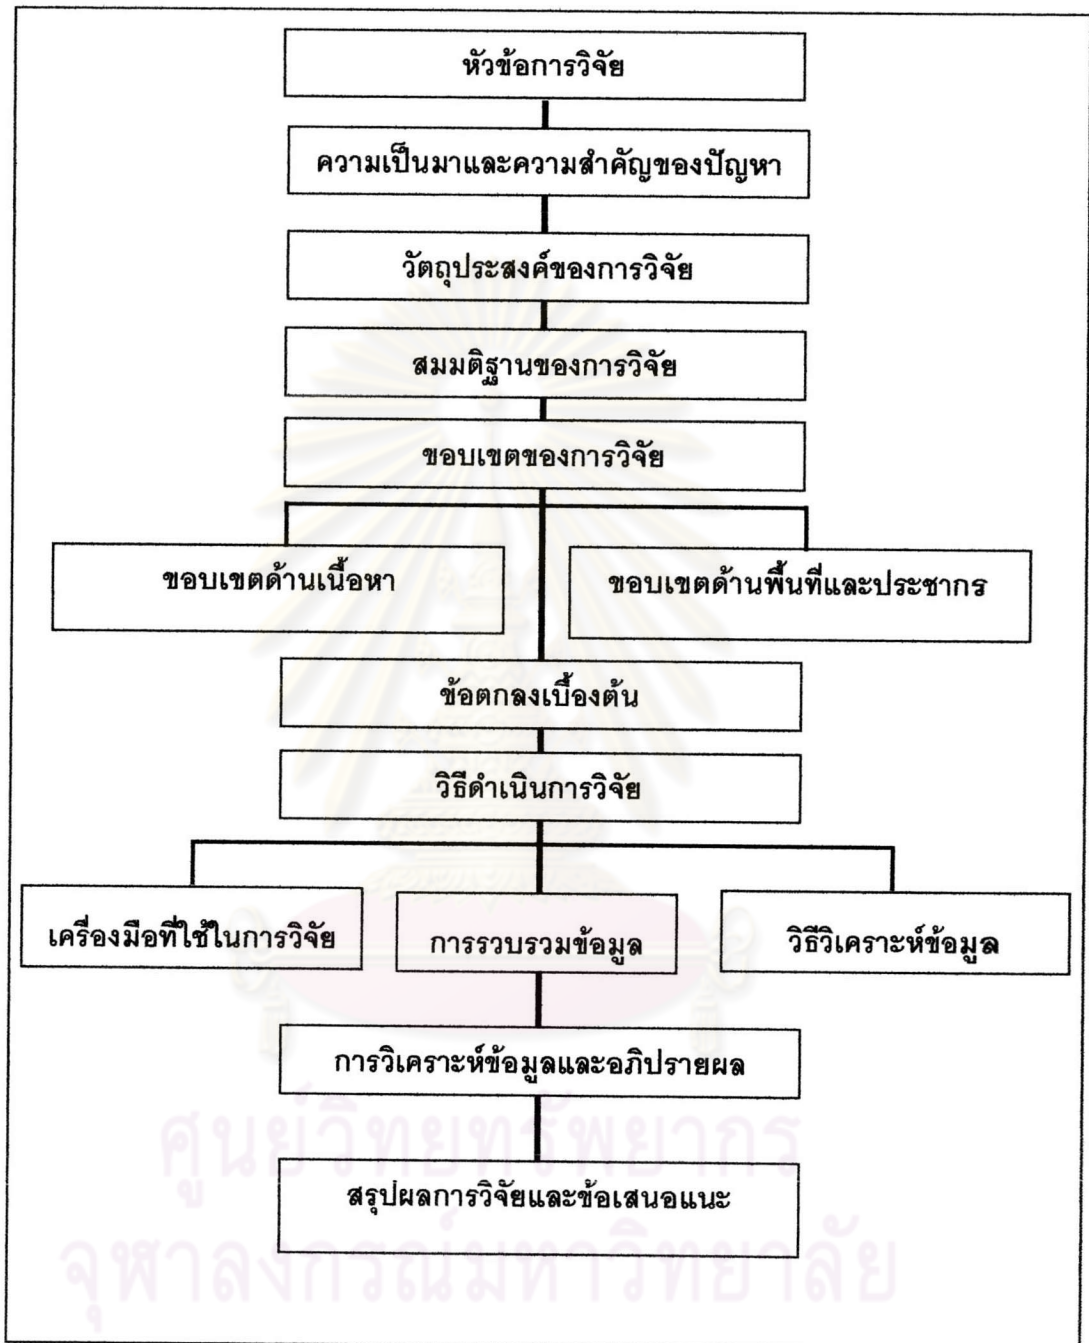 หัวข้อการวิจัย
ความเป็นมาและความสำคัญของปัญหา
วัตถุประสงค์ของการวิจัย
สมมติฐานของการวิจัย
ขอบเขตของการวิจัย
ขอบเขตด้านเนื้อหา
ขอบเขตด้านพื้นที่และประชากร
ข้อตกลงเบื้องต้น
วิธีดำเนินการวิจัย
เครื่องมือที่ใช้ในการวิจัย
การรวบรวมข้อมูล
วิธีวิเคราะห์ข้อมูล
การวิเคราะห์ข้อมูลและอภิปรายผล
สรุปผลการวิจัยและข้อเสนอแนะ
ศูนย์วิทยทรัพยากร
จุฬาลงกรณ์มหาวิทยาลัย